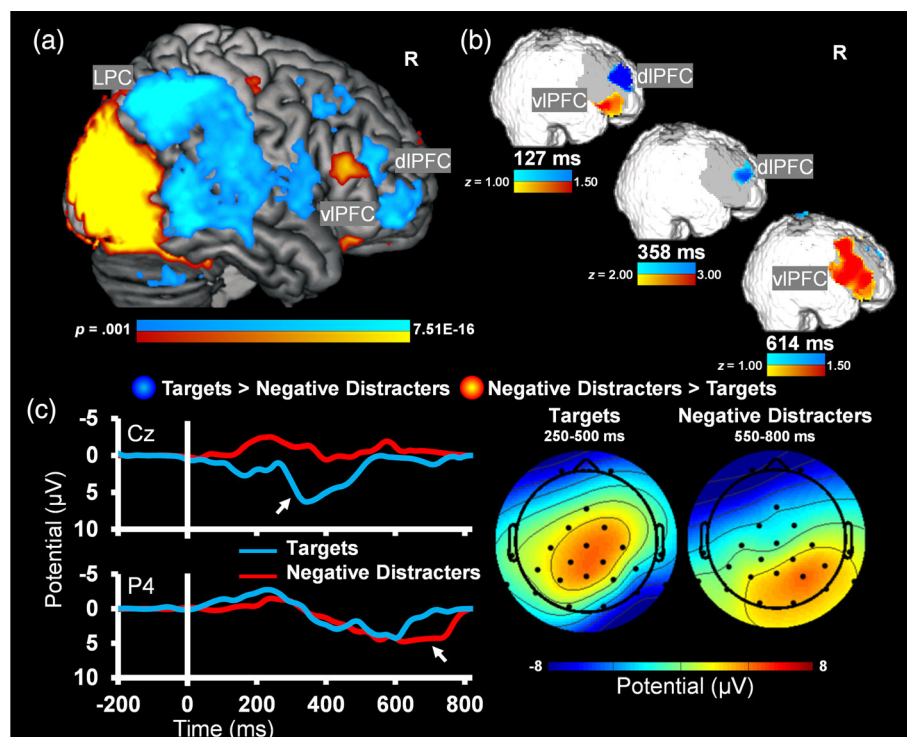 (a)
R
LPC
dlPFC
vlPFC
p = .001
7.51E-16
(b)
R
dlPFC
vlPFC
127 ms
z = 1.00
1.50
dlPFC
358 ms
z = 2.00
3.00
vlPFC
614 ms
z = 1.00
1.50
Targets > Negative Distracters
Negative Distracters > Targets
(c)
Potential (µV)
-5
0
5
10
Cz
Targets
Negative Distracters
-5
0
5
10
P4
-200
0
200
400
600
800
Time (ms)
Targets
250-500 ms
Negative Distracters
550-800 ms
-8
8
Potential (µV)